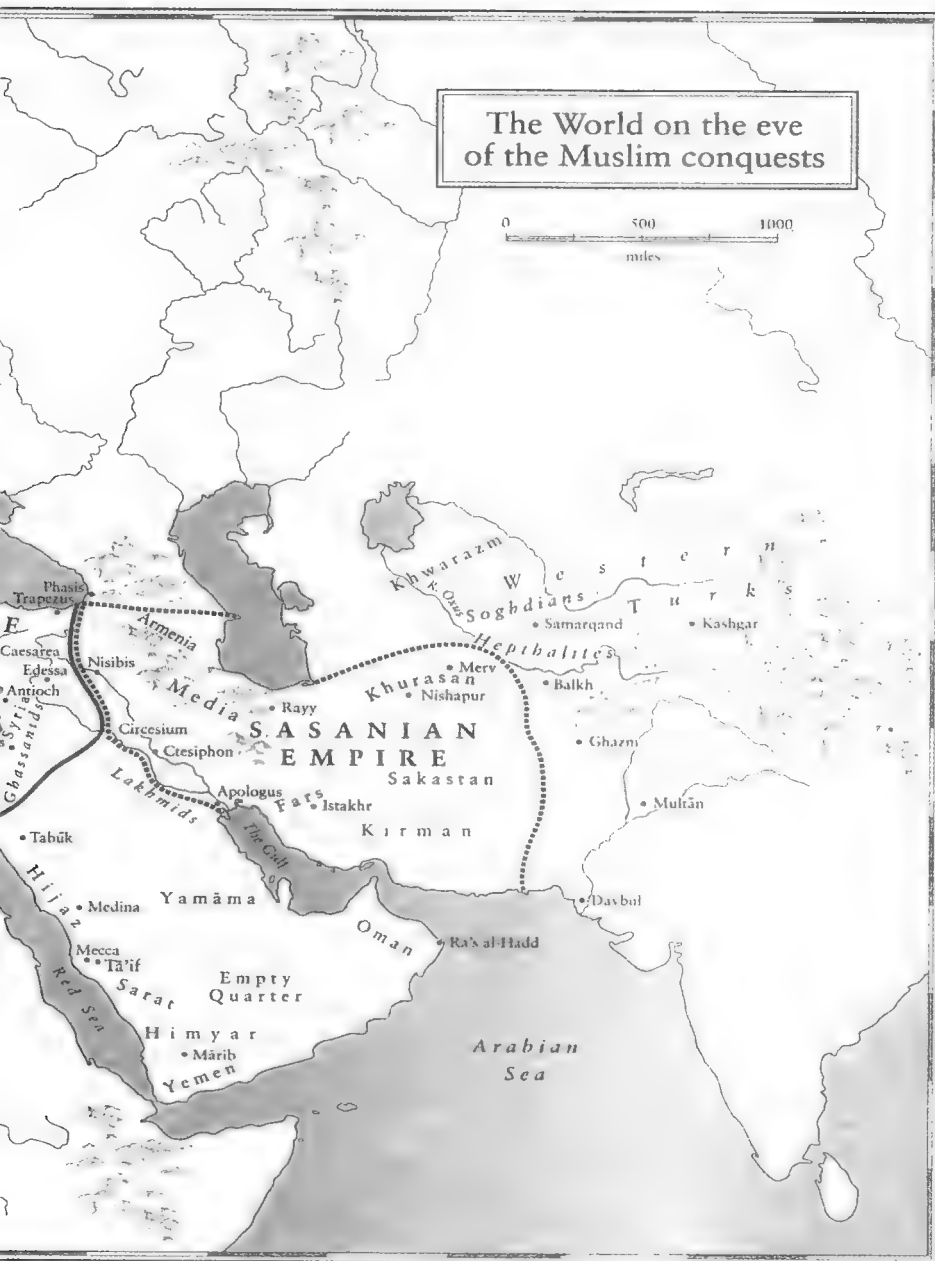 The World on the eve
of the Muslim conquests
0 500 1000
miles
Phasis
Trapezus
E
Armenia
Caesarea
Edessa
Nisibis
Antioch
Syria
Ghassanids
s
Circesium
Ctesiphon
Lakhmids
Media
Rayy
SASANIAN
EMPIRE
Khwarazm
R. Oxus
Soghdians
Western
Turks
Samarqand
Kashgar
Hepthalites
Merv
Khurasan
Nishapur
Balkh
Ghazni
Sakastan
Apologus
Fars
Istakhr
Kirman
Multān
The Gulf
Tabūk
Hijaz
Medina
Yamāma
Daybul
Oman
Ra's al-Hadd
Mecca
Tā'if
Sarat
Empty
Quarter
Red Sea
Himyar
Mārib
Yemen
Arabian
Sea